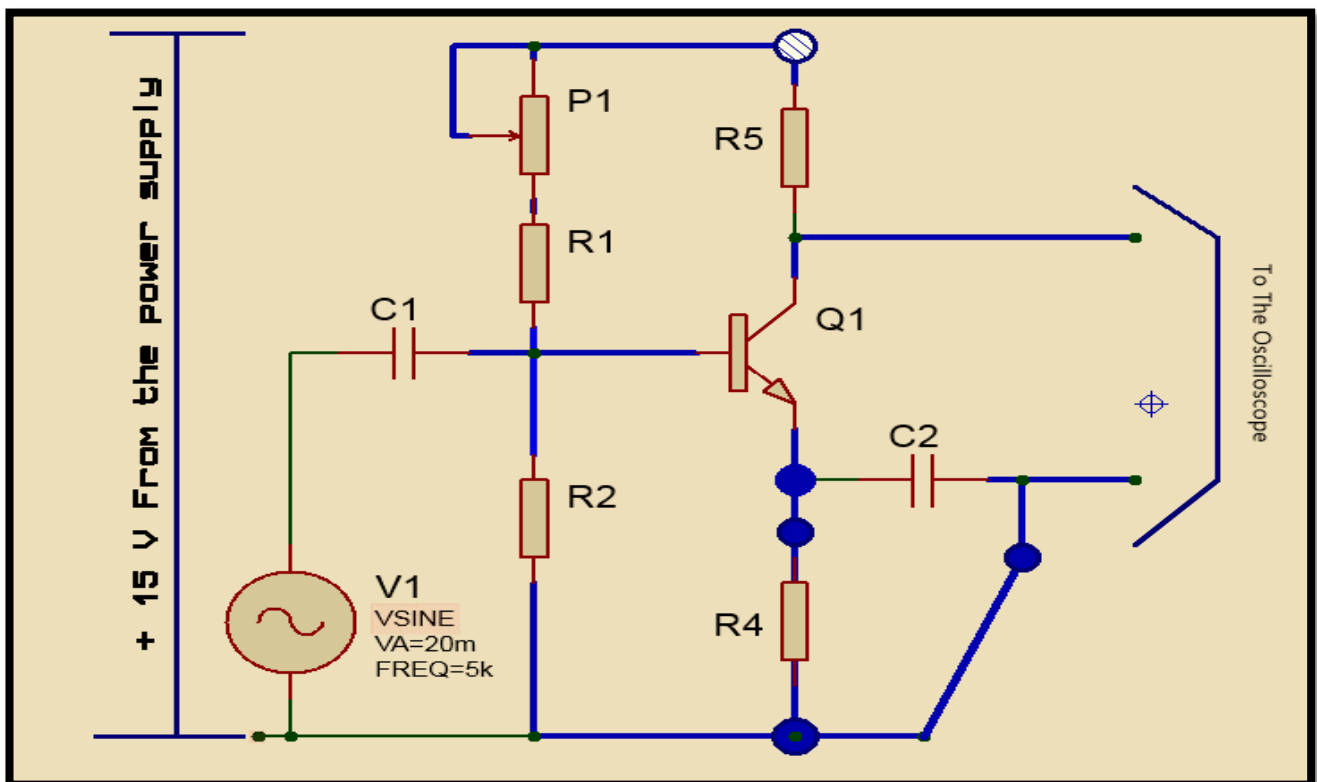 + 15 V From the power supply
P1
R5
R1
C1
Q1
To The Oscilloscope
C2
R2
V1
VSINE
VA=20m
FREQ=5k
R4